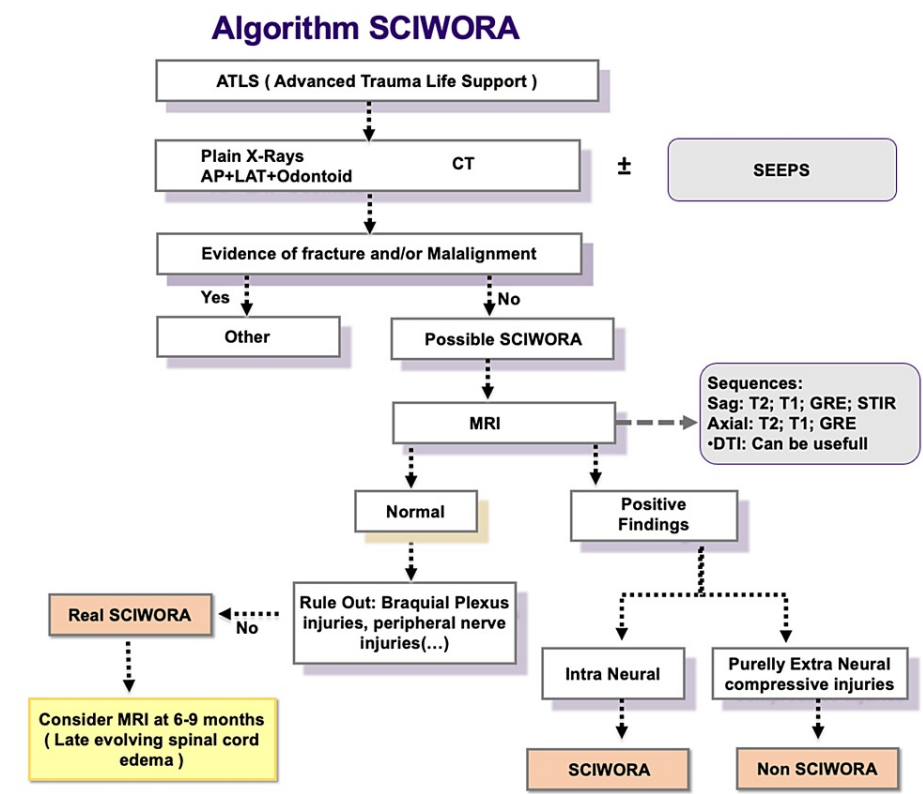 Algorithm SCIWORA
ATLS ( Advanced Trauma Life Support )
Plain X-Rays
AP+LAT+Odontoid
CT
±
SEEPS
Evidence of fracture and/or Malalignment
Yes
No
Other
Possible SCIWORA
MRI
Sequences:
Sag: T2; T1; GRE; STIR
Axial: T2; T1; GRE
•DTI: Can be usefull
Normal
Positive
Findings
Rule Out: Braquial Plexus
injuries, peripheral nerve
injuries(...)
No
Real SCIWORA
Consider MRI at 6-9 months
( Late evolving spinal cord
edema )
Intra Neural
Purelly Extra Neural
compressive injuries
SCIWORA
Non SCIWORA